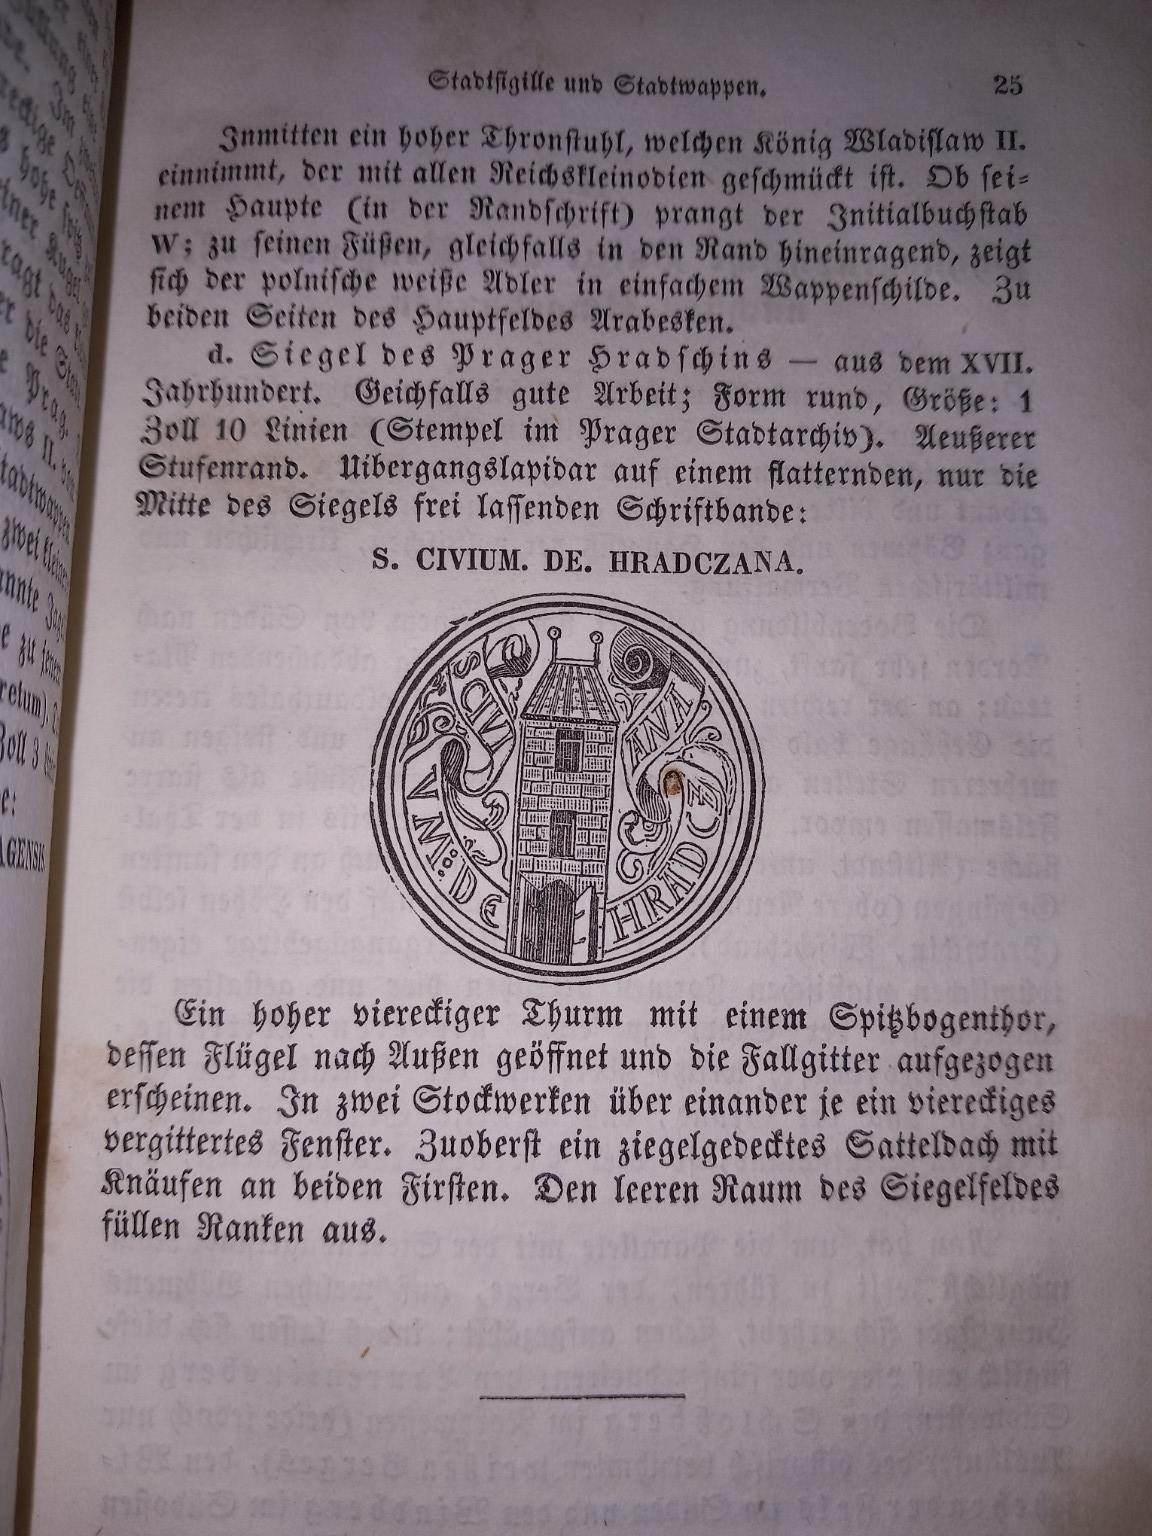 Stadtsigille und Stadtwappen. 25
Inmitten ein hoher Thronstuhl, welchen König Wladislaw II.
einnimmt, der mit allen Reichskleinodien geschmückt ist. Ob sei-
nem Haupte (in der Randschrift) prangt der Initialbuchstab
W; zu seinen Füßen, gleichfalls in den Rand hineinragend, zeigt
sich der polnische weiße Adler in einfachem Wappenschilde. Zu
beiden Seiten des Hauptfeldes Arabesken.
d. Siegel des Prager Hradschins — aus dem XVII.
Jahrhundert. Geichfalls gute Arbeit; Form rund, Größe: 1
Zoll 10 Linien (Stempel im Prager Stadtarchiv). Aeußerer
Stufenrand. Uibergangslapidar auf einem flatternden, nur die
Mitte des Siegels frei lassenden Schriftbande:
S. CIVIUM. DE. HRADCZANA.
S CIVI
VM: DE
HRADCZ
ANA
Ein hoher viereckiger Thurm mit einem Spitzbogenthor,
dessen Flügel nach Außen geöffnet und die Fallgitter aufgezogen
erscheinen. In zwei Stockwerken über einander je ein viereckiges
vergittertes Fenster. Zuoberst ein ziegelgedecktes Satteldach mit
Knäufen an beiden Firsten. Den leeren Raum des Siegelfeldes
füllen Ranken aus.